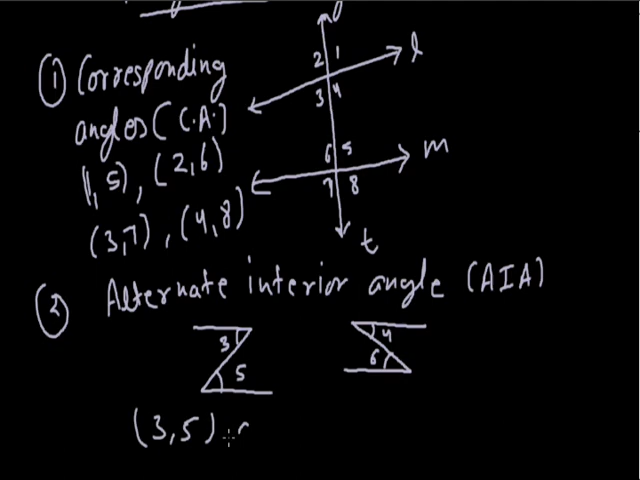 ① Corresponding
angles (C.A.)
(1, 5), (2,6)
(3,7), (4,8)
2 1
l
3 4
6 5
m
7 8
t
② Alternate interior angle (AIA)
3
5
4
6
(3,5)